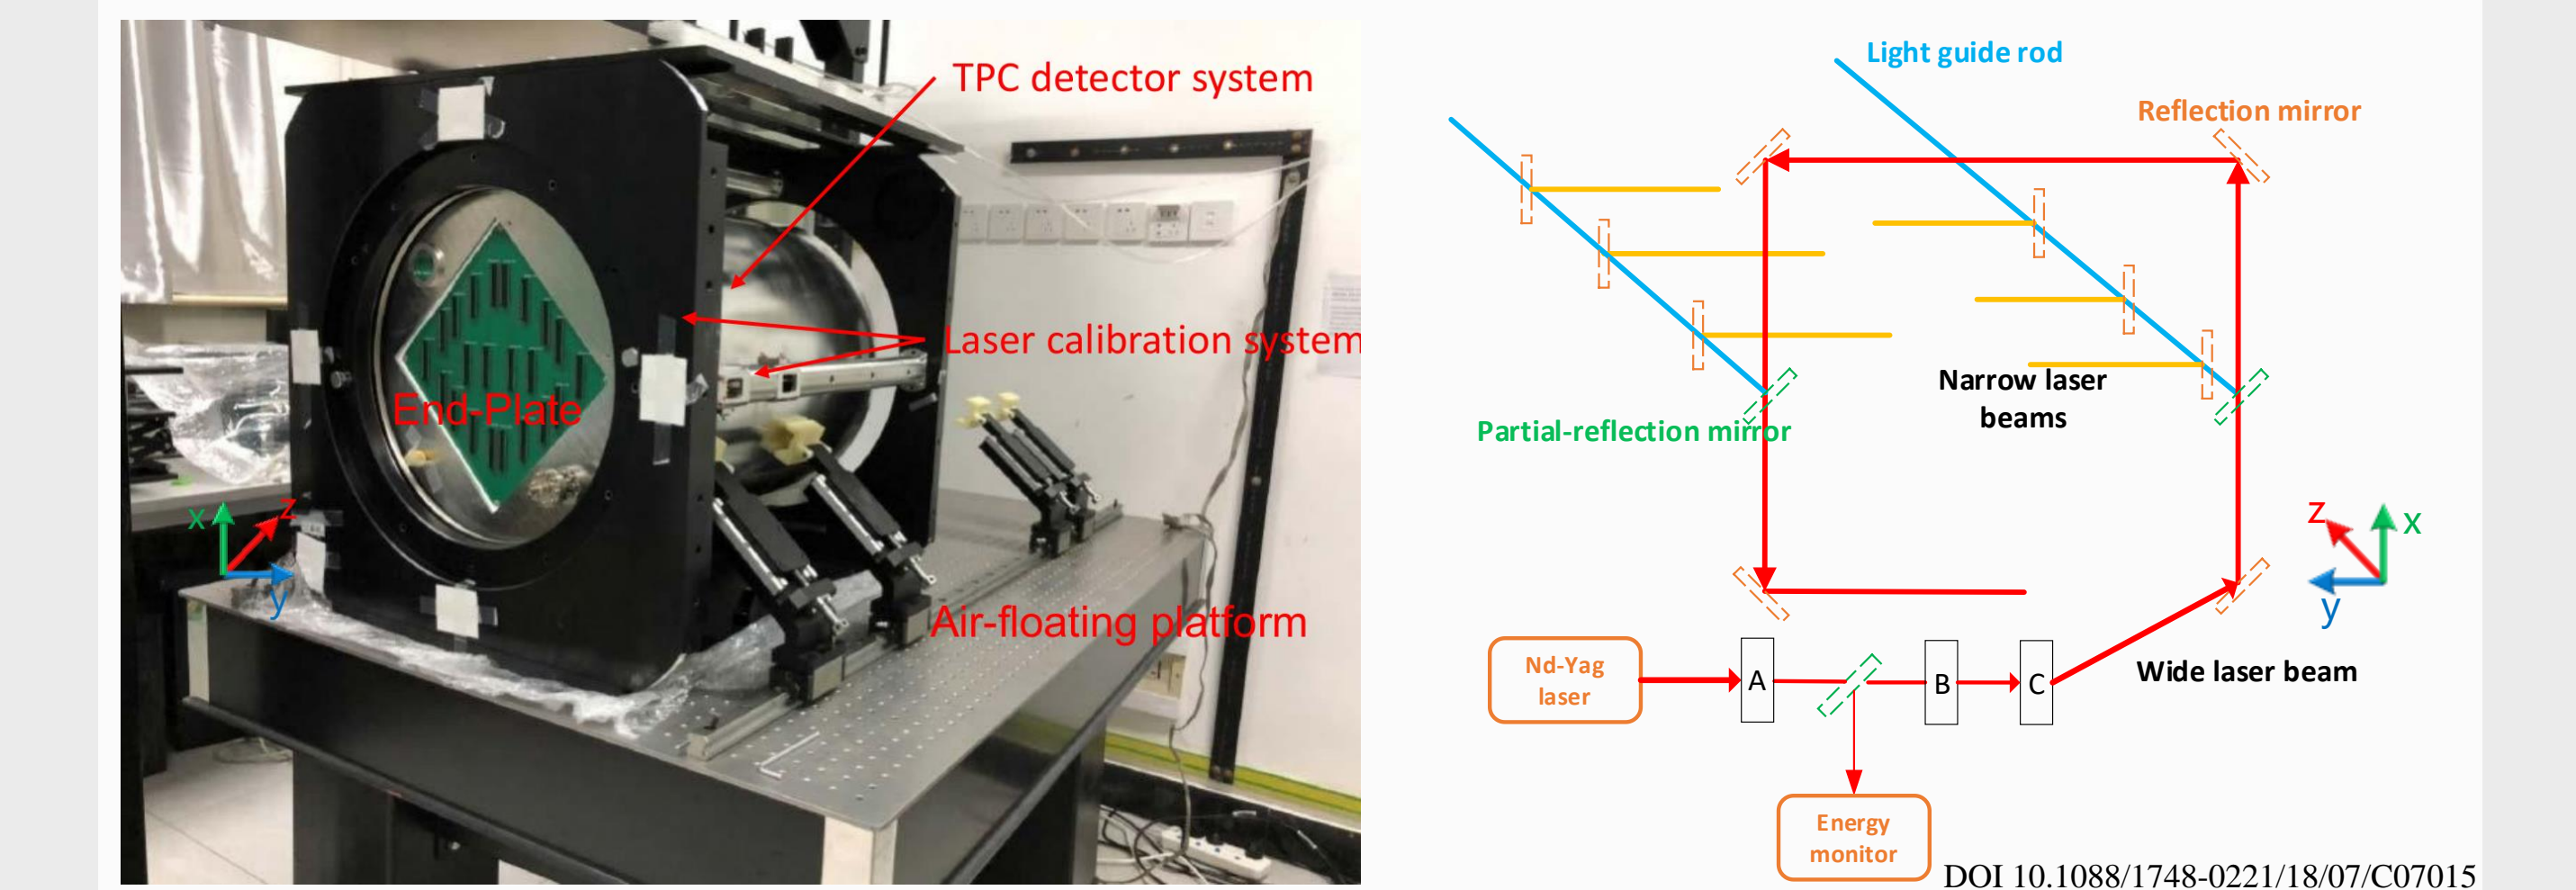 TPC detector system
Laser calibration system
End-Plate
Air-floating platform
x
z
y
Light guide rod
Reflection mirror
Narrow laser
beams
Partial-reflection mirror
z
x
y
Nd-Yag
laser
A
B
C
Wide laser beam
Energy
monitor
DOI 10.1088/1748-0221/18/07/C07015